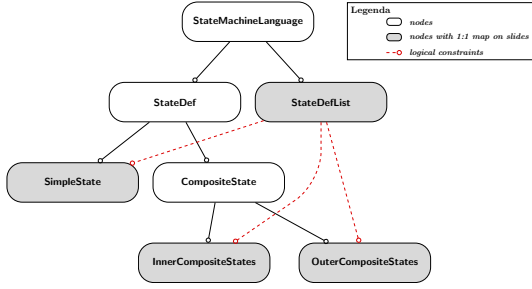 StateMachineLanguage
Legenda
nodes
nodes with 1:1 map on slides
logical constraints
StateDef
StateDefList
SimpleState
CompositeState
InnerCompositeStates
OuterCompositeStates